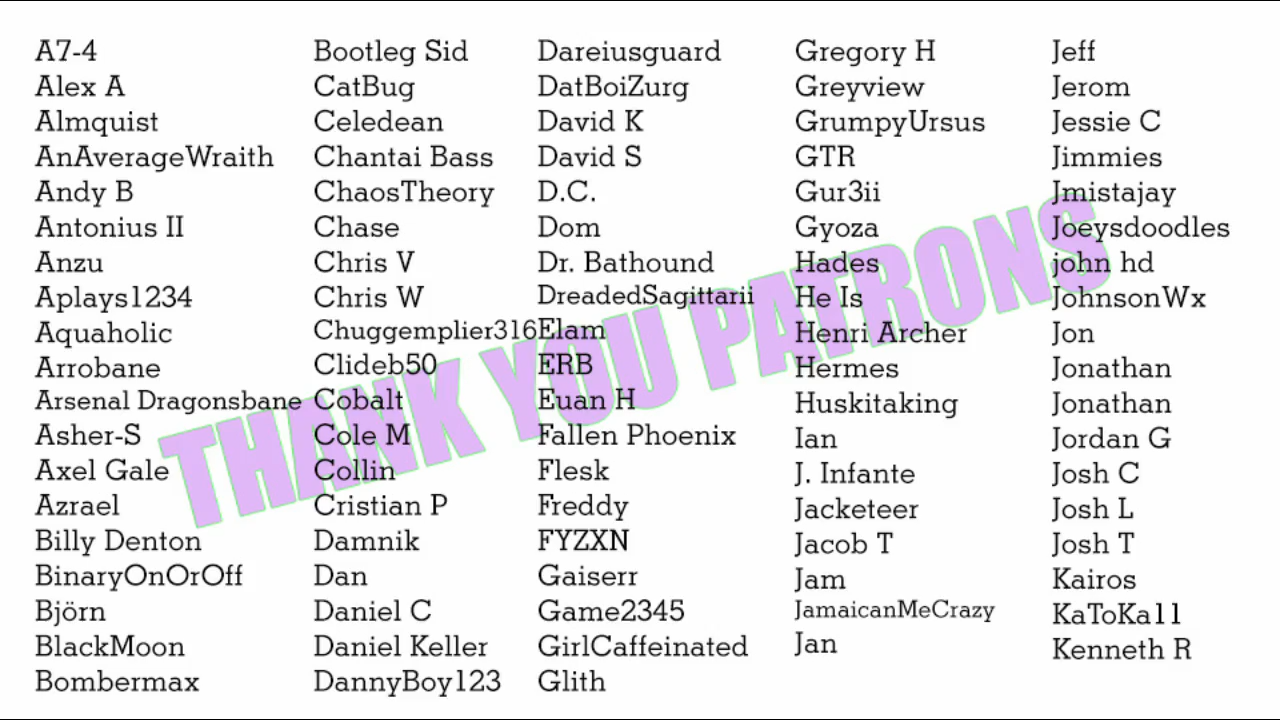 A7-4
Alex A
Almquist
AnAverageWraith
Andy B
Antonius II
Anzu
Aplays1234
Aquaholic
Arrobane
Arsenal Dragonsbane
Asher-S
Axel Gale
Azrael
Billy Denton
BinaryOnOrOff
Björn
BlackMoon
Bombermax
Bootleg Sid
CatBug
Celedean
Chantai Bass
ChaosTheory
Chase
Chris V
Chris W
Chuggemplier316
Clideb50
Cobalt
Cole M
Collin
Cristian P
Damnik
Dan
Daniel C
Daniel Keller
DannyBoy123
Dareiusguard
DatBoiZurg
David K
David S
D.C.
Dom
Dr. Bathound
DreadedSagittarii
Elam
ERB
Euan H
Fallen Phoenix
Flesk
Freddy
FYZXN
Gaiserr
Game2345
GirlCaffeinated
Glith
Gregory H
Greyview
GrumpyUrsus
GTR
Gur3ii
Gyoza
Hades
He Is
Henri Archer
Hermes
Huskitaking
Ian
J. Infante
Jacketeer
Jacob T
Jam
JamaicanMeCrazy
Jan
Jeff
Jerom
Jessie C
Jimmies
Jmistajay
Joeysdoodles
john hd
JohnsonWx
Jon
Jonathan
Jonathan
Jordan G
Josh C
Josh L
Josh T
Kairos
KaToKa11
Kenneth R
THANK YOU PATRONS